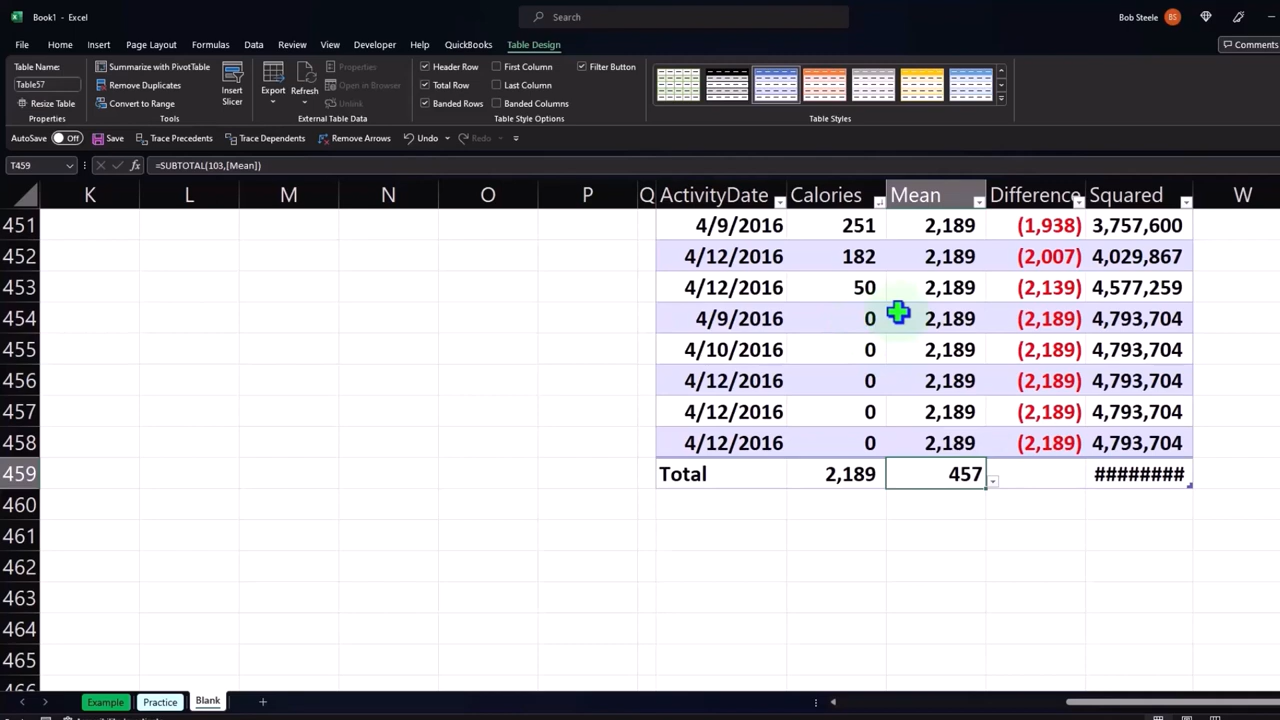 Book1 - Excel
Search
Bob Steele BS
File Home Insert Page Layout Formulas Data Review View Developer Help QuickBooks Table Design Comments
Table Name:
Table57
Resize Table
Properties
Summarize with PivotTable
Remove Duplicates
Convert to Range
Insert
Slicer
Tools
Export
Refresh
Properties
Open in Browser
Unlink
External Table Data
Header Row First Column Filter Button
Total Row Last Column
Banded Rows Banded Columns
Table Style Options
Table Styles
AutoSave Off Save Trace Precedents Trace Dependents Remove Arrows Undo Redo
T459 fx =SUBTOTAL(103,[Mean])
K L M N O P Q ActivityDate Calories Mean Difference Squared W
451 4/9/2016 251 2,189 (1,938) 3,757,600
452 4/12/2016 182 2,189 (2,007) 4,029,867
453 4/12/2016 50 2,189 (2,139) 4,577,259
454 4/9/2016 0 2,189 (2,189) 4,793,704
455 4/10/2016 0 2,189 (2,189) 4,793,704
456 4/12/2016 0 2,189 (2,189) 4,793,704
457 4/12/2016 0 2,189 (2,189) 4,793,704
458 4/12/2016 0 2,189 (2,189) 4,793,704
459 Total 2,189 457 ########
460
461
462
463
464
465
466
Example Practice Blank